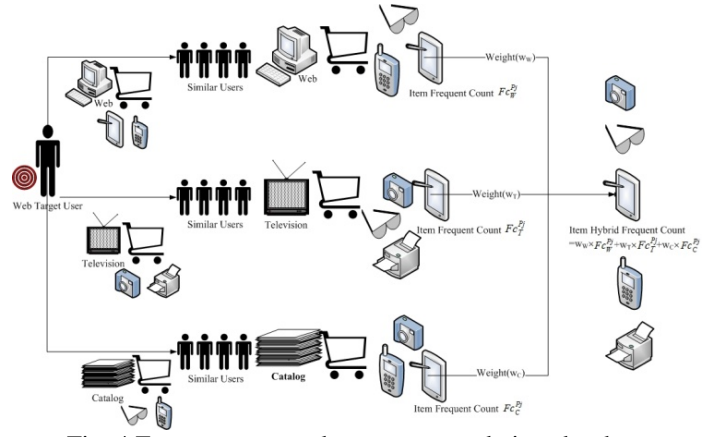 Web
Similar Users
Web
Item Frequent Count Fc_W^{Pj}
Weight(w_W)
Web Target User
Television
Similar Users
Television
Item Frequent Count Fc_T^{Pj}
Weight(w_T)
Item Hybrid Frequent Count
=w_W×Fc_W^{Pj}+w_T×Fc_T^{Pj}+w_C×Fc_C^{Pj}
Catalog
Similar Users
Catalog
Item Frequent Count Fc_C^{Pj}
Weight(w_C)